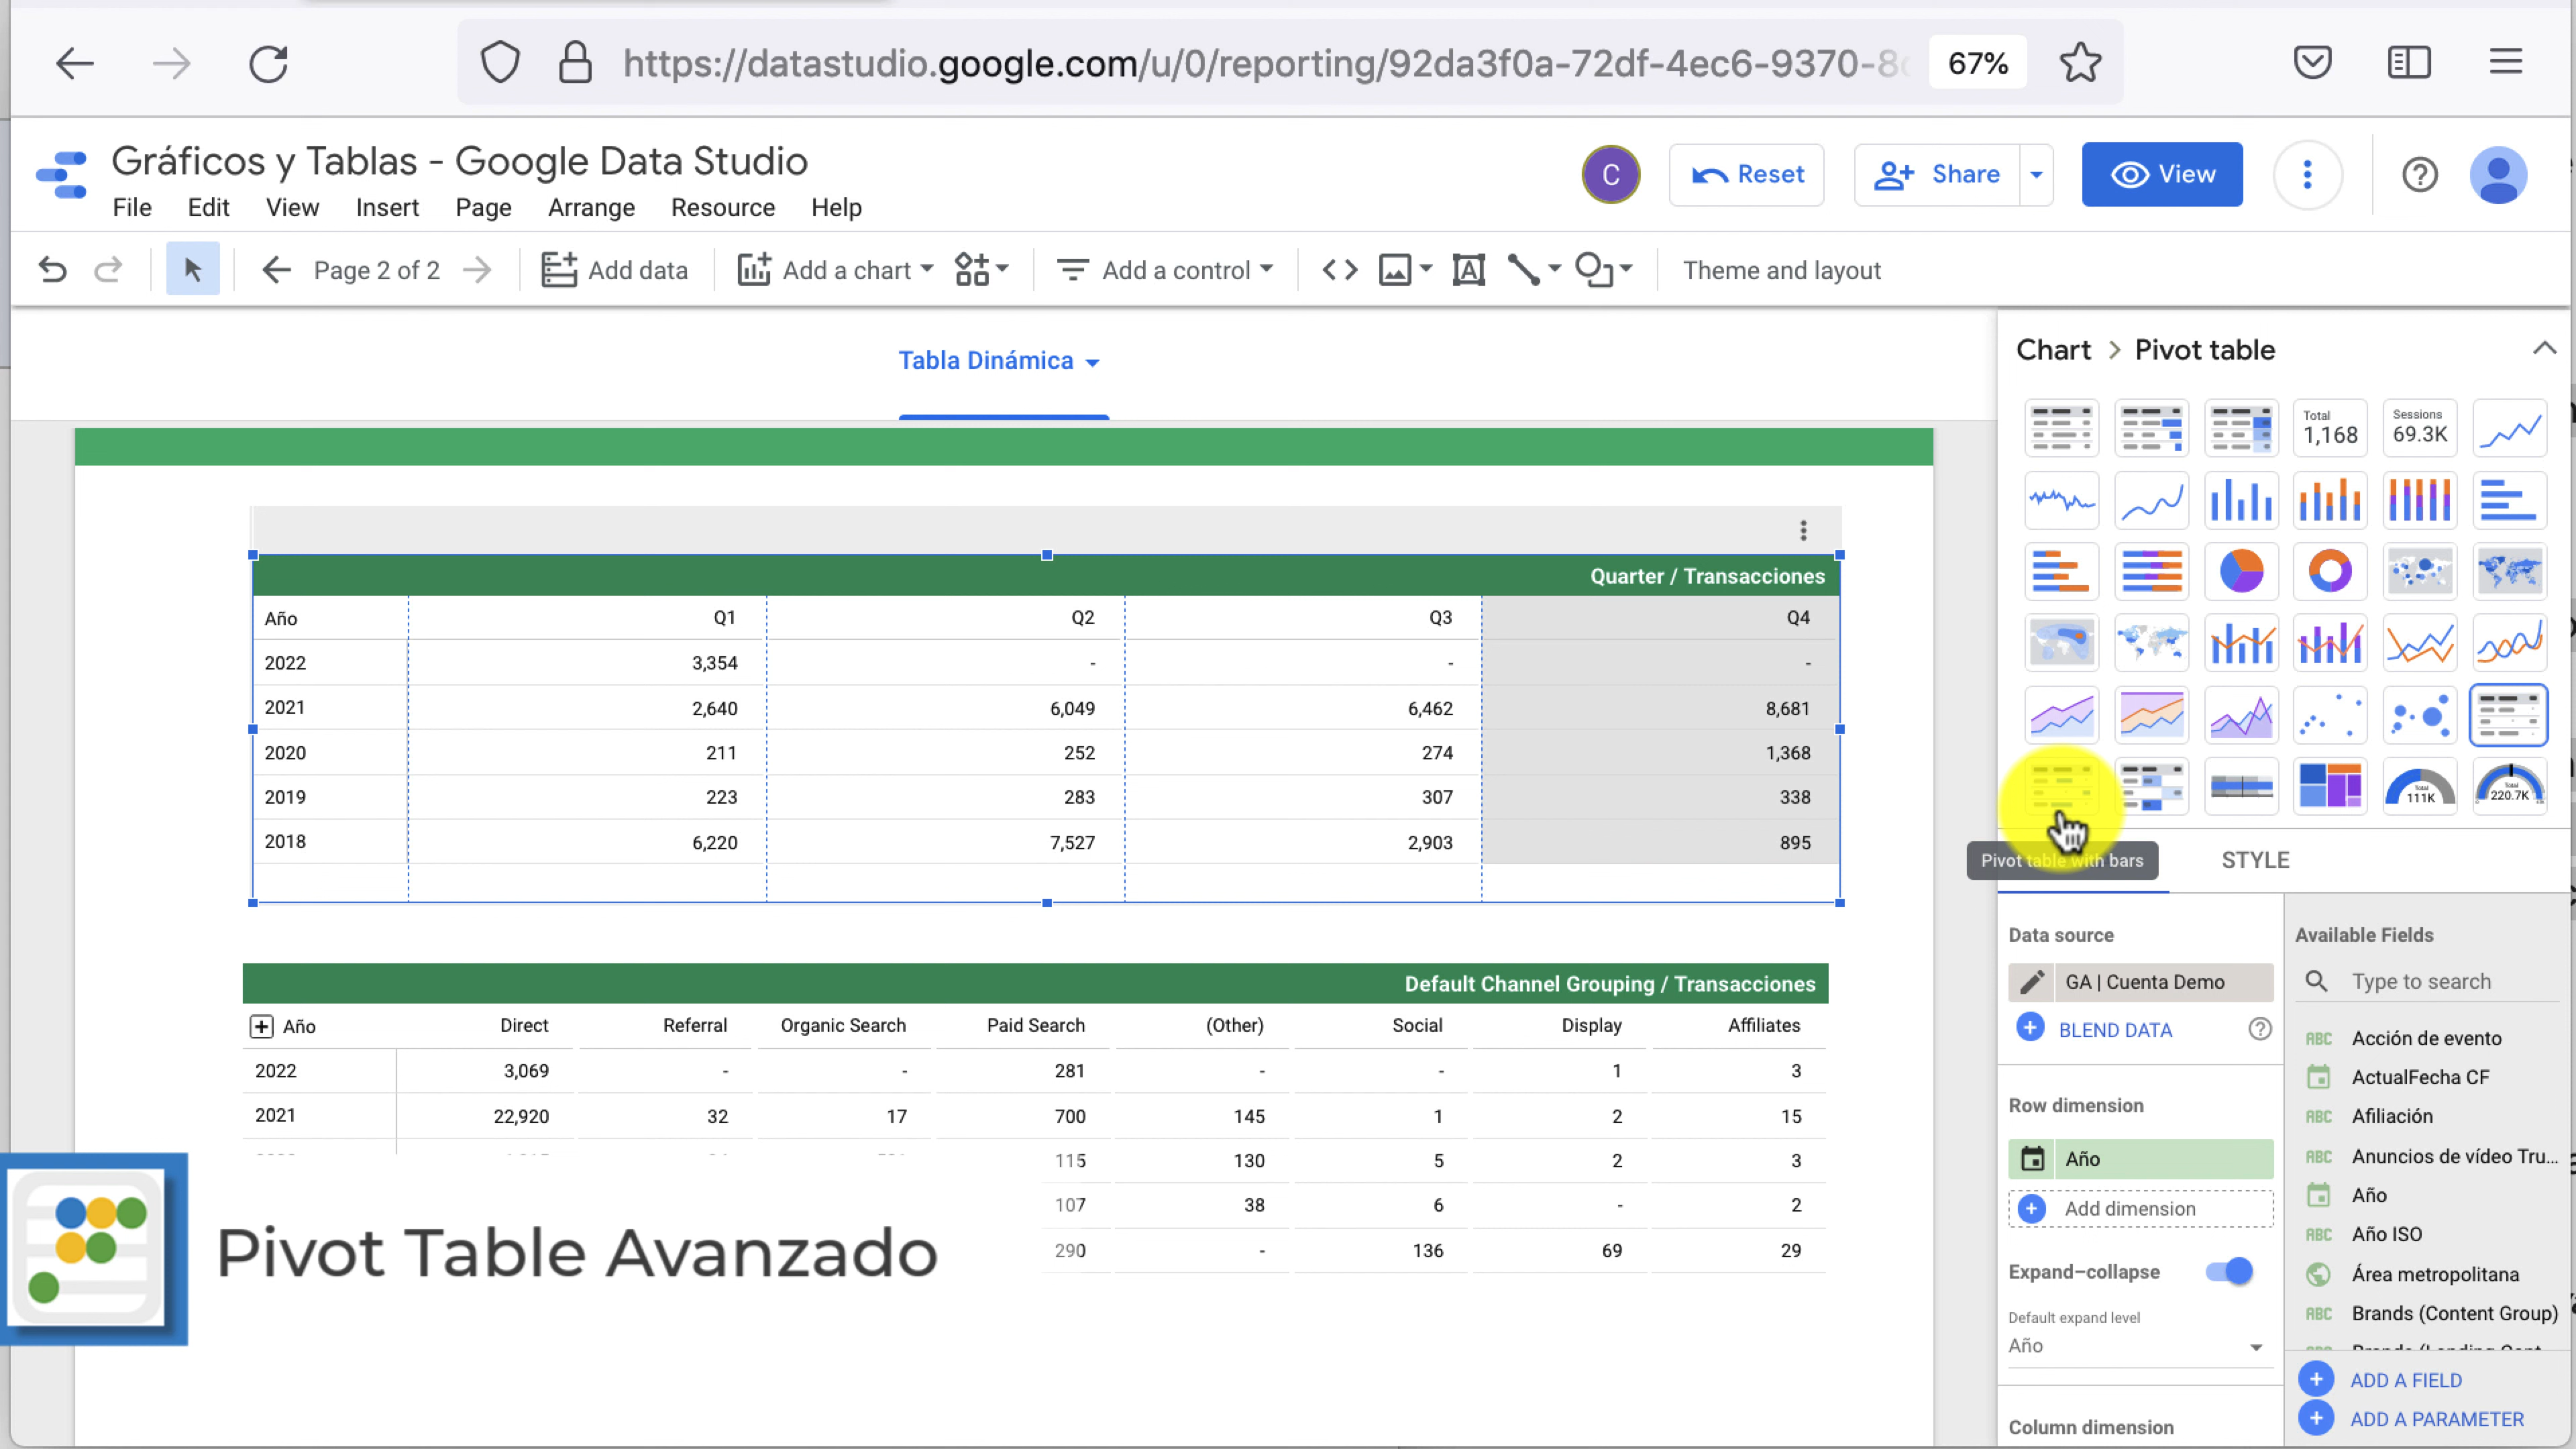 https://datastudio.google.com/u/0/reporting/92da3f0a-72df-4ec6-9370-8
67%
Gráficos y Tablas - Google Data Studio
C
Reset
Share
View
File Edit View Insert Page Arrange Resource Help
Page 2 of 2
Add data
Add a chart
Add a control
Theme and layout
Tabla Dinámica
Chart > Pivot table
Total 1,168
Sessions 69.3K
Total 111K
220.7K
Pivot table with bars
STYLE
Quarter / Transacciones
Año Q1 Q2 Q3 Q4
2022 3,354 - - -
2021 2,640 6,049 6,462 8,681
2020 211 252 274 1,368
2019 223 283 307 338
2018 6,220 7,527 2,903 895
Default Channel Grouping / Transacciones
Año Direct Referral Organic Search Paid Search (Other) Social Display Affiliates
2022 3,069 - - 281 - - 1 3
2021 22,920 32 17 700 145 1 2 15
115 130 5 2 3
107 38 6 - 2
290 - 136 69 29
Pivot Table Avanzado
Data source
GA | Cuenta Demo
BLEND DATA
Row dimension
Año
Add dimension
Expand-collapse
Default expand level
Año
Column dimension
Available Fields
Type to search
ABC Acción de evento
ActualFecha CF
ABC Afiliación
ABC Anuncios de vídeo Tru...
Año
ABC Año ISO
Área metropolitana
ABC Brands (Content Group)
ADD A FIELD
ADD A PARAMETER